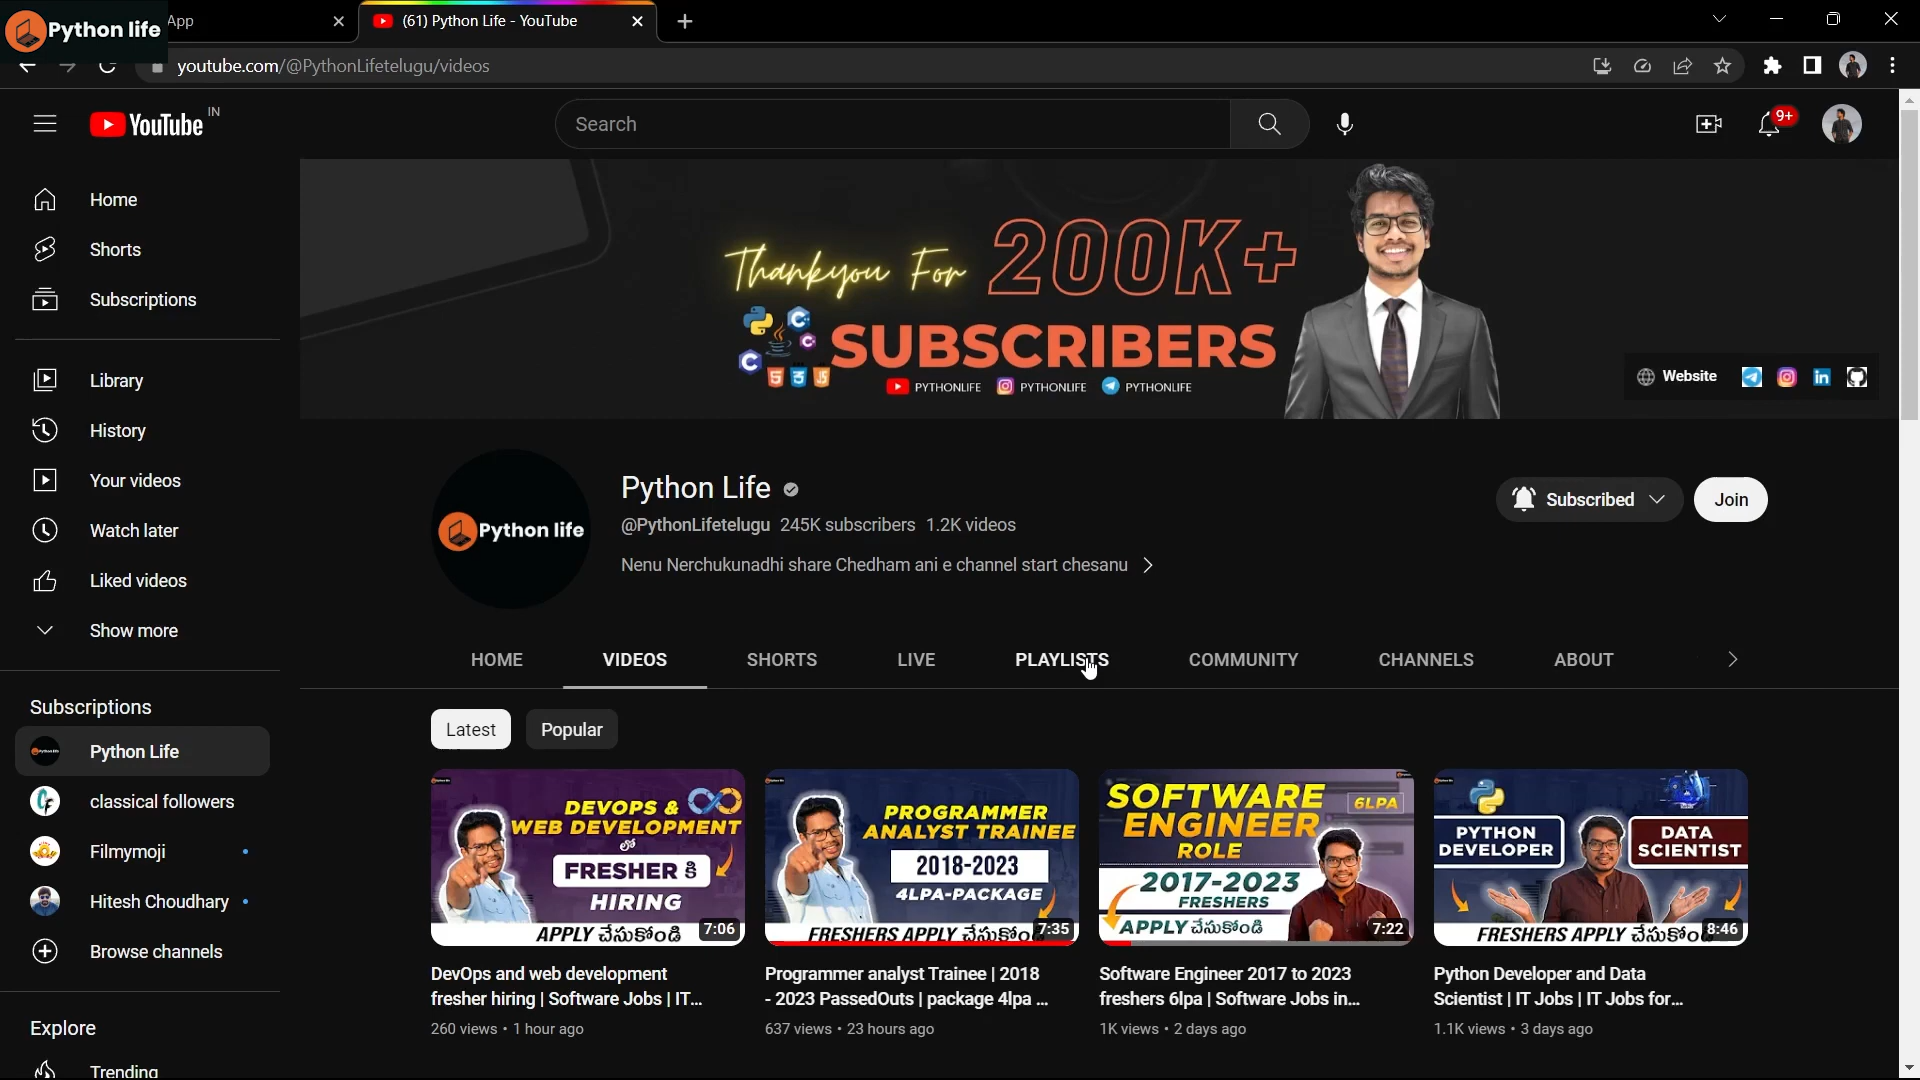 Python life
App
(61) Python Life - YouTube
youtube.com/@PythonLifetelugu/videos
YouTube IN
Search
9+
Home
Shorts
Subscriptions
Library
History
Your videos
Watch later
Liked videos
Show more
Subscriptions
Python Life
classical followers
Filmymoji
Hitesh Choudhary
Browse channels
Explore
Trending
Thankyou For 200K+
SUBSCRIBERS
PYTHONLIFE PYTHONLIFE PYTHONLIFE
Website
Python life
Python Life
@PythonLifetelugu 245K subscribers 1.2K videos
Nenu Nerchukunadhi share Chedham ani e channel start chesanu
Subscribed
Join
HOME VIDEOS SHORTS LIVE PLAYLISTS COMMUNITY CHANNELS ABOUT
Latest Popular
DEVOPS &
WEB DEVELOPMENT
లో
FRESHER కి
HIRING
APPLY చేసుకోండి
7:06
DevOps and web development
fresher hiring | Software Jobs | IT...
260 views • 1 hour ago
PROGRAMMER
ANALYST TRAINEE
2018-2023
4LPA-PACKAGE
FRESHERS APPLY
7:35
Programmer analyst Trainee | 2018
- 2023 PassedOuts | package 4lpa ...
637 views • 23 hours ago
SOFTWARE
ENGINEER
ROLE
6LPA
2017-2023
FRESHERS
APPLY చేసుకోండి
7:22
Software Engineer 2017 to 2023
freshers 6lpa | Software Jobs in...
1K views • 2 days ago
PYTHON
DEVELOPER
DATA
SCIENTIST
FRESHERS APPLY
8:46
Python Developer and Data
Scientist | IT Jobs | IT Jobs for...
1.1K views • 3 days ago